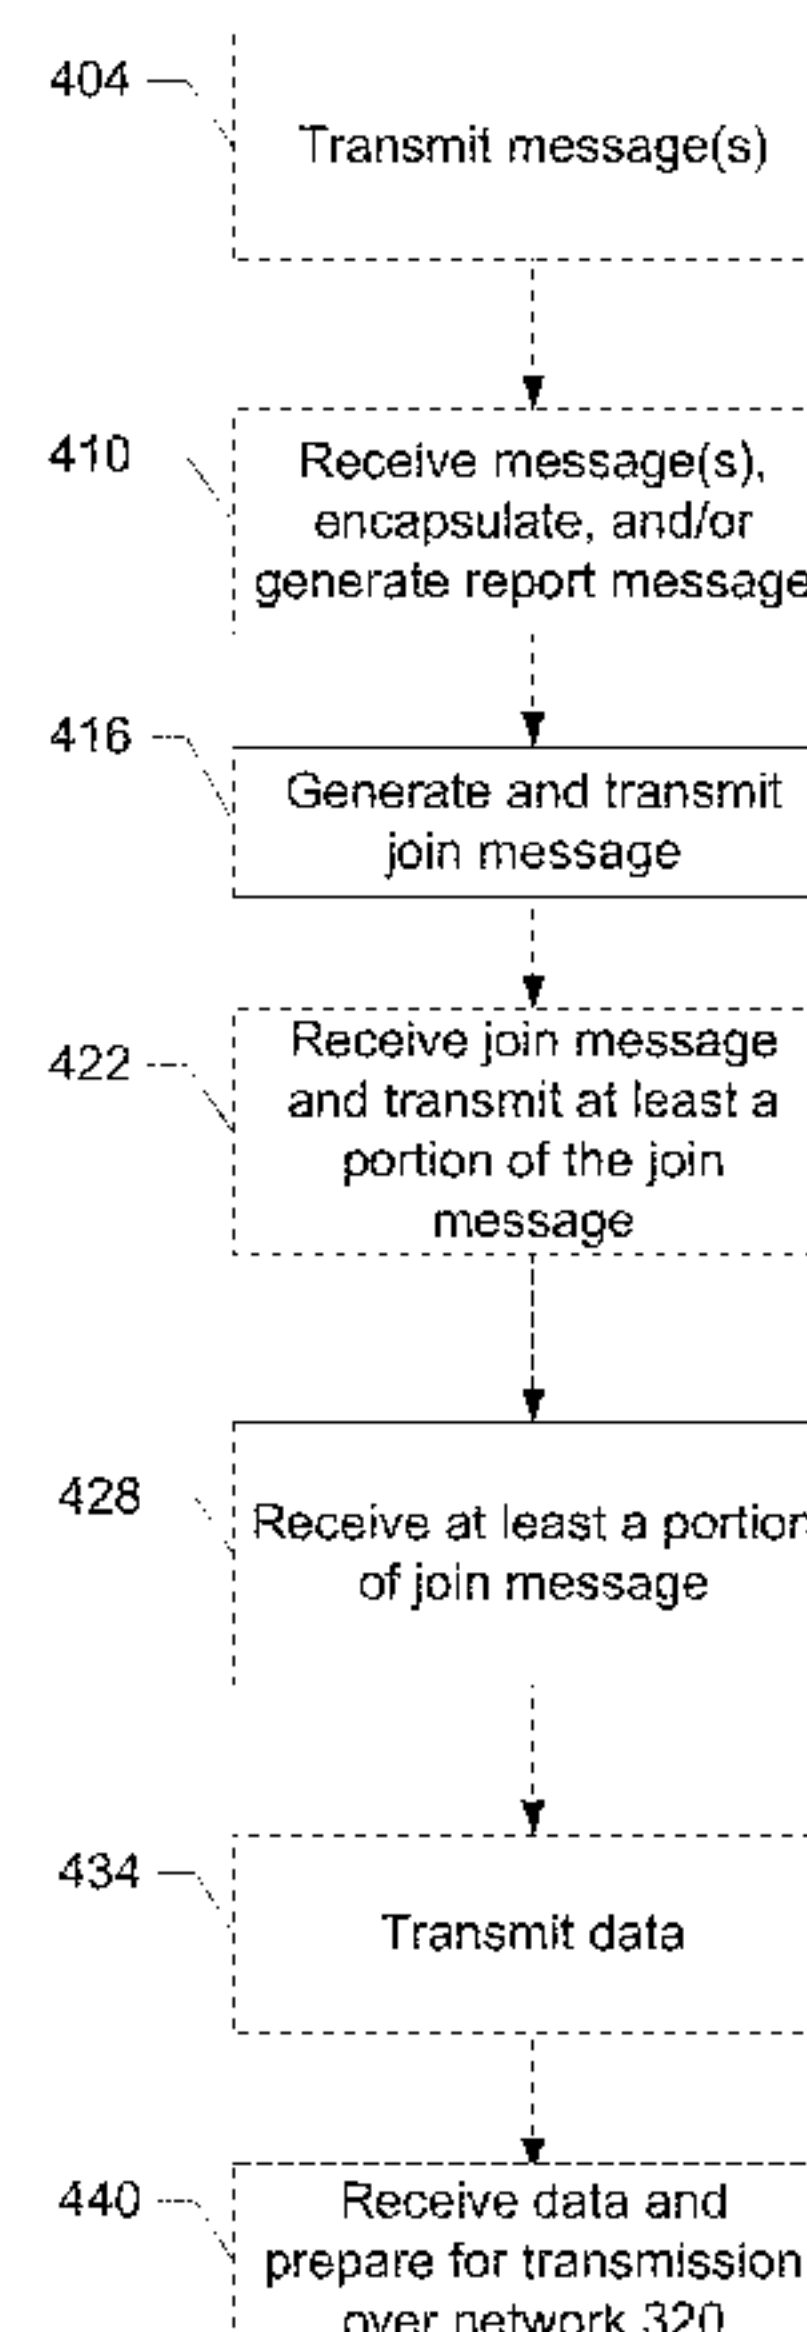 404
Transmit message(s)
410
Receive message(s),
encapsulate, and/or
generate report message
416
Generate and transmit
join message
422
Receive join message
and transmit at least a
portion of the join
message
428
Receive at least a portion
of join message
434
Transmit data
440
Receive data and
prepare for transmission
over network 320